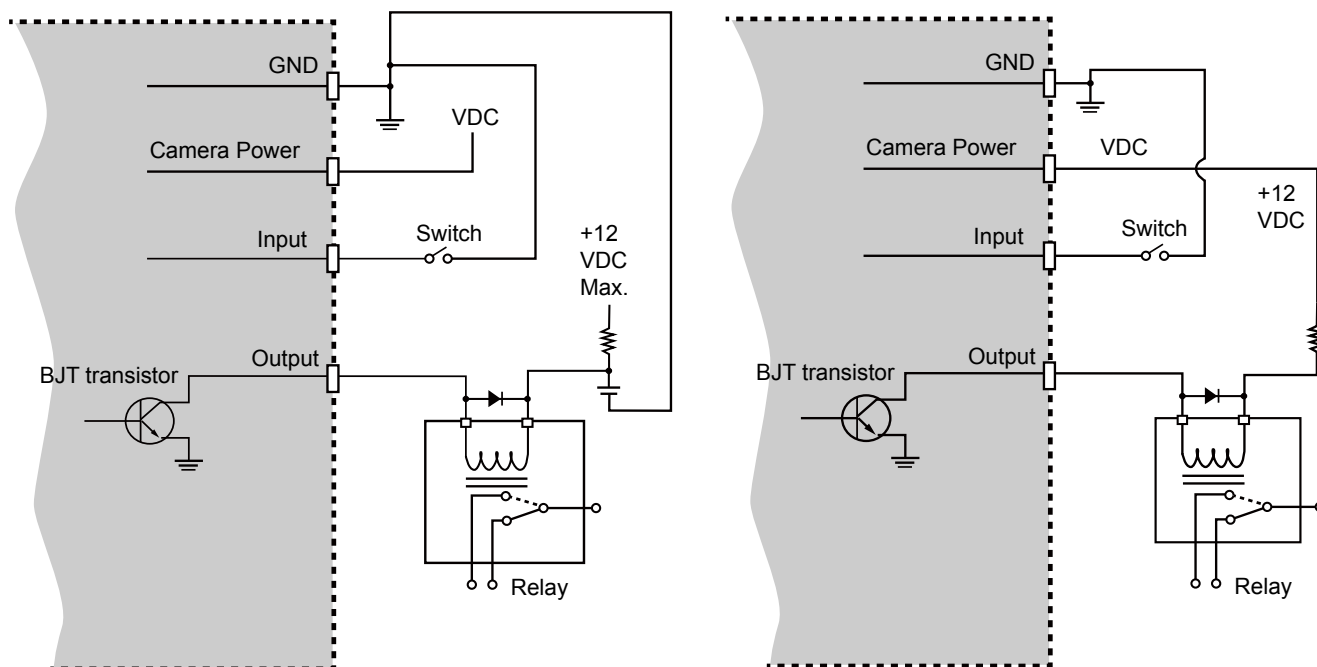 GND
VDC
Camera Power
Input
Switch
+12
VDC
Max.
Output
BJT transistor
Relay
GND
Camera Power
VDC
+12
VDC
Input
Switch
Output
BJT transistor
Relay